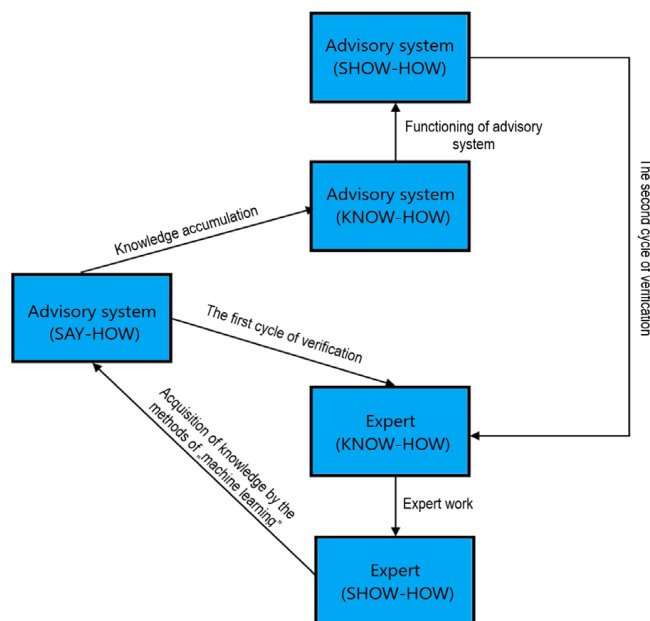 Advisory system
(SHOW-HOW)
Functioning of advisory
system
Advisory system
(KNOW-HOW)
Knowledge accumulation
The second cycle of verification
Advisory system
(SAY-HOW)
The first cycle of verification
Acquisition of knowledge by the
methods of „machine learning”
Expert
(KNOW-HOW)
Expert work
Expert
(SHOW-HOW)